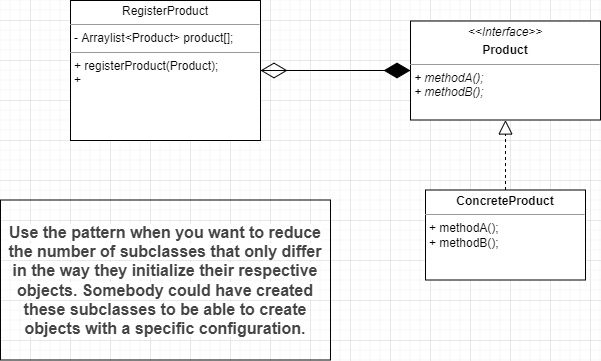 RegisterProduct
- Arraylist<Product> product[];
+ registerProduct(Product);
+
<<Interface>>
Product
+ methodA();
+ methodB();
ConcreteProduct
+ methodA();
+ methodB();
Use the pattern when you want to reduce
the number of subclasses that only differ
in the way they initialize their respective
objects. Somebody could have created
these subclasses to be able to create
objects with a specific configuration.